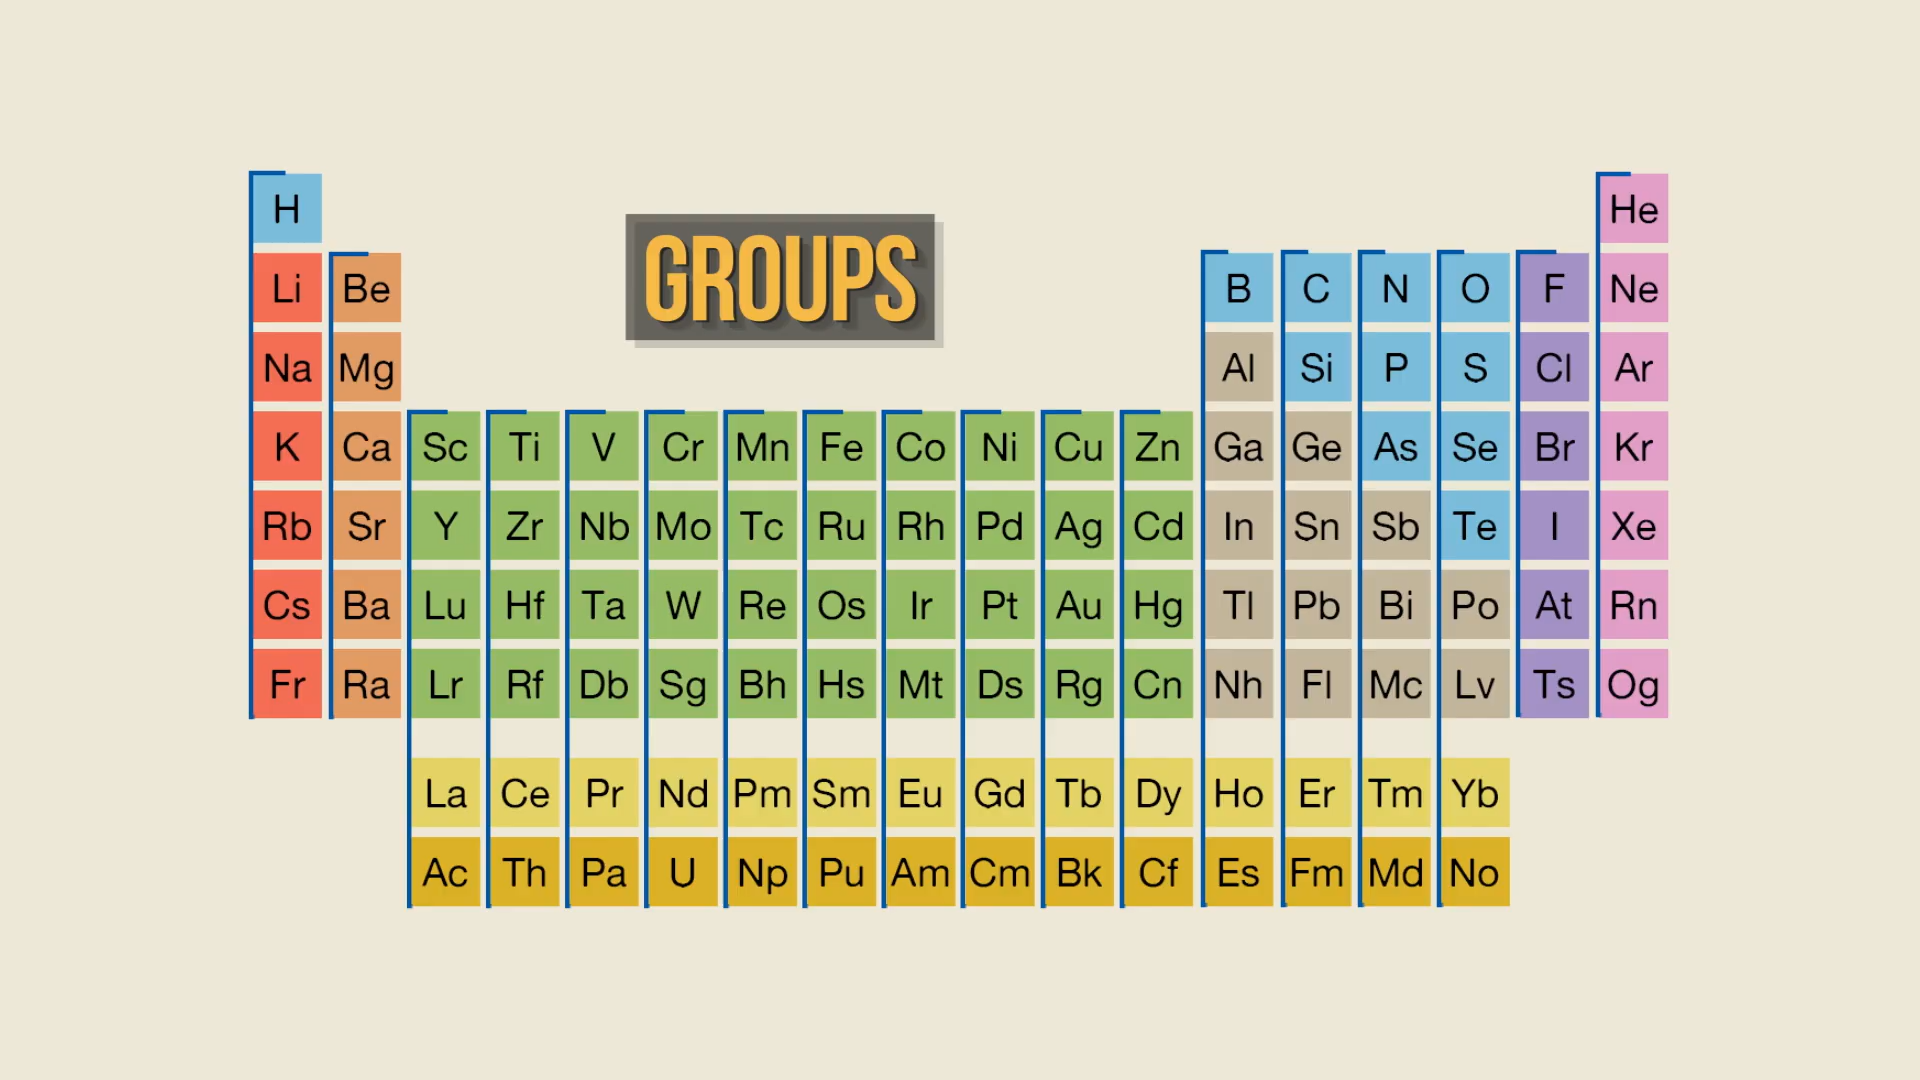 H He
GROUPS
Li Be B C N O F Ne
Na Mg Al Si P S Cl Ar
K Ca Sc Ti V Cr Mn Fe Co Ni Cu Zn Ga Ge As Se Br Kr
Rb Sr Y Zr Nb Mo Tc Ru Rh Pd Ag Cd In Sn Sb Te I Xe
Cs Ba Lu Hf Ta W Re Os Ir Pt Au Hg Tl Pb Bi Po At Rn
Fr Ra Lr Rf Db Sg Bh Hs Mt Ds Rg Cn Nh Fl Mc Lv Ts Og
La Ce Pr Nd Pm Sm Eu Gd Tb Dy Ho Er Tm Yb
Ac Th Pa U Np Pu Am Cm Bk Cf Es Fm Md No